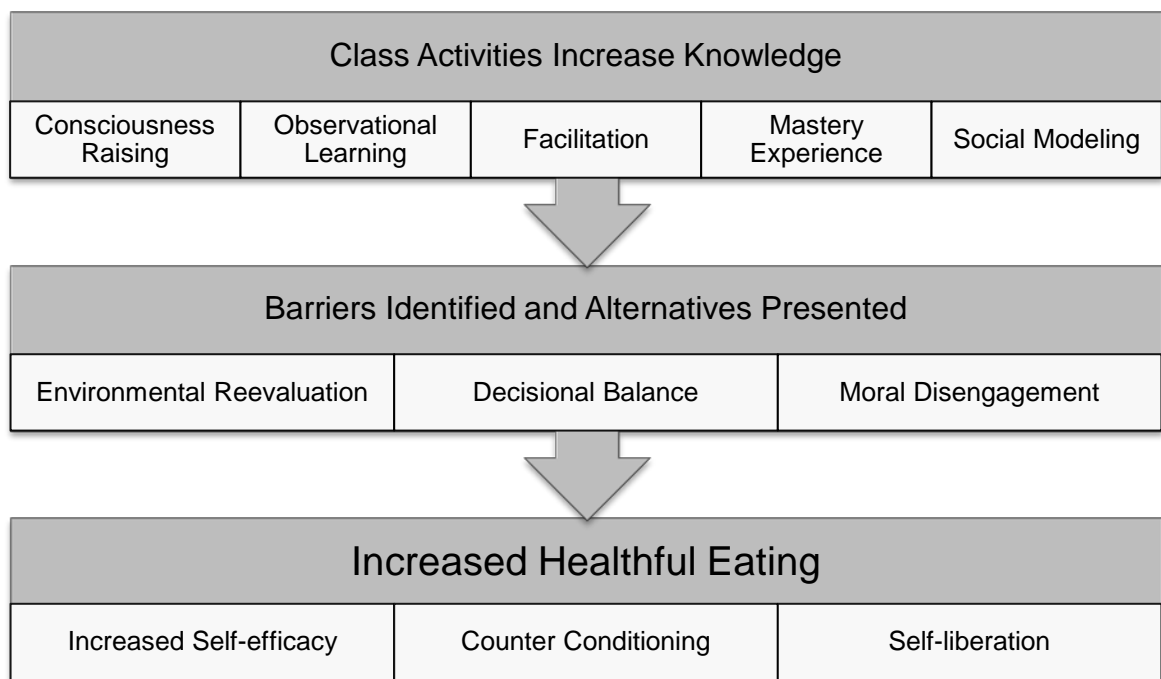 Class Activities Increase Knowledge
Consciousness
Raising
Observational
Learning
Facilitation
Mastery
Experience
Social Modeling
Barriers Identified and Alternatives Presented
Environmental Reevaluation
Decisional Balance
Moral Disengagement
Increased Healthful Eating
Increased Self-efficacy
Counter Conditioning
Self-liberation